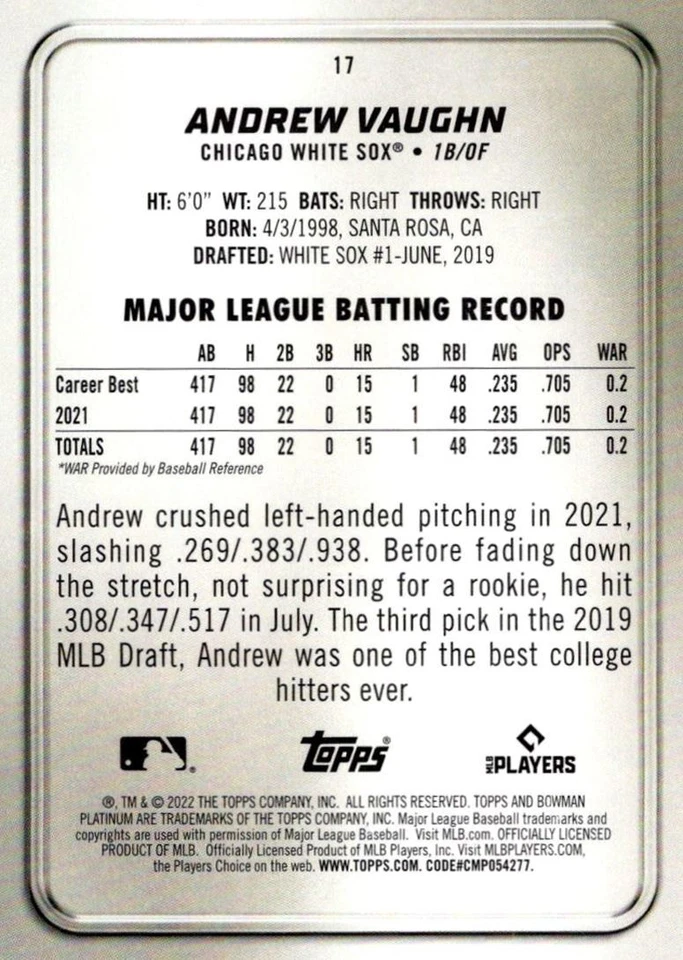 17
ANDREW VAUGHN
CHICAGO WHITE SOX® • 1B/OF
HT: 6'0" WT: 215 BATS: RIGHT THROWS: RIGHT
BORN: 4/3/1998, SANTA ROSA, CA
DRAFTED: WHITE SOX #1-JUNE, 2019
MAJOR LEAGUE BATTING RECORD
AB H 2B 3B HR SB RBI AVG OPS WAR
Career Best 417 98 22 0 15 1 48 .235 .705 0.2
2021 417 98 22 0 15 1 48 .235 .705 0.2
TOTALS 417 98 22 0 15 1 48 .235 .705 0.2
*WAR Provided by Baseball Reference
Andrew crushed left-handed pitching in 2021,
slashing .269/.383/.938. Before fading down
the stretch, not surprising for a rookie, he hit
.308/.347/.517 in July. The third pick in the 2019
MLB Draft, Andrew was one of the best college
hitters ever.
® Topps® MLB PLAYERS
®, TM & © 2022 THE TOPPS COMPANY, INC. ALL RIGHTS RESERVED. TOPPS AND BOWMAN
PLATINUM ARE TRADEMARKS OF THE TOPPS COMPANY, INC. Major League Baseball trademarks and
copyrights are used with permission of Major League Baseball. Visit MLB.com. OFFICIALLY LICENSED
PRODUCT OF MLB. Officially Licensed Product of MLB Players, Inc. Visit MLBPLAYERS.COM,
the Players Choice on the web. WWW.TOPPS.COM. CODE#CMP054277.